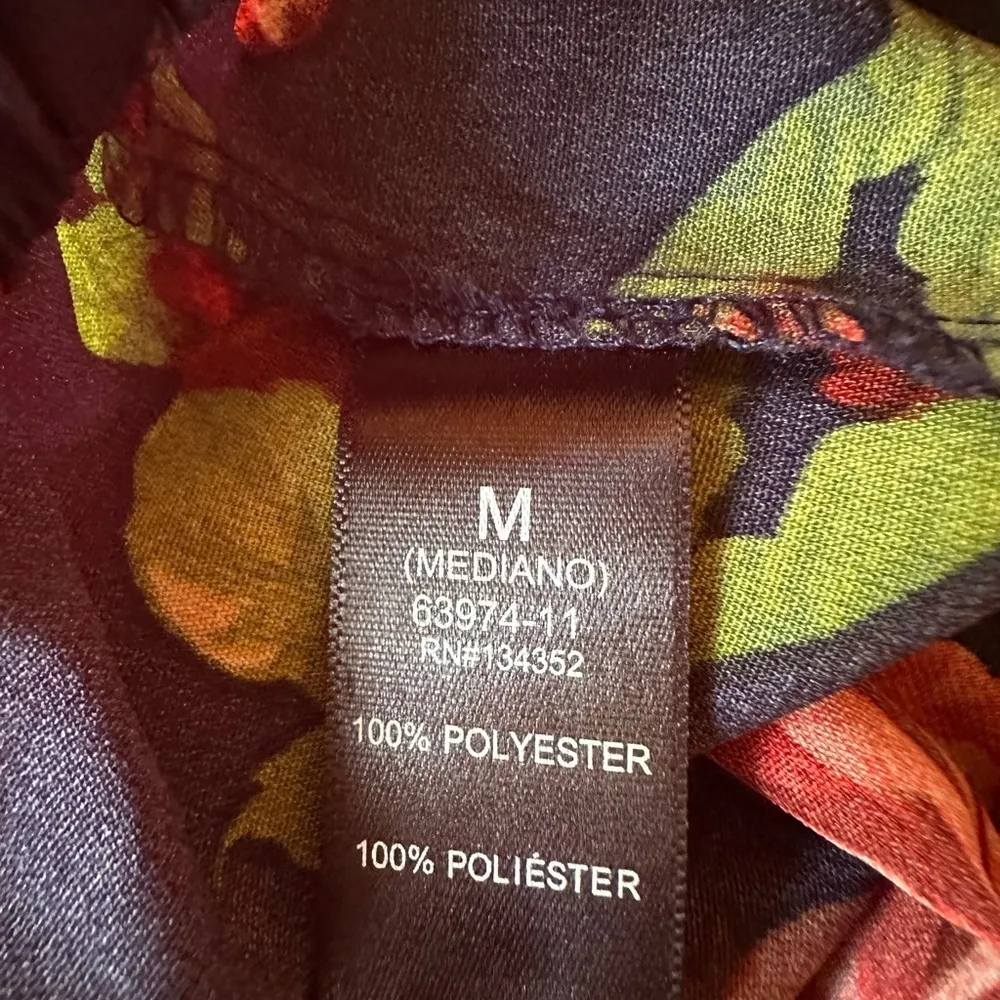 M
(MEDIANO)
63974-11
RN#134352
100% POLYESTER
100% POLIÉSTER